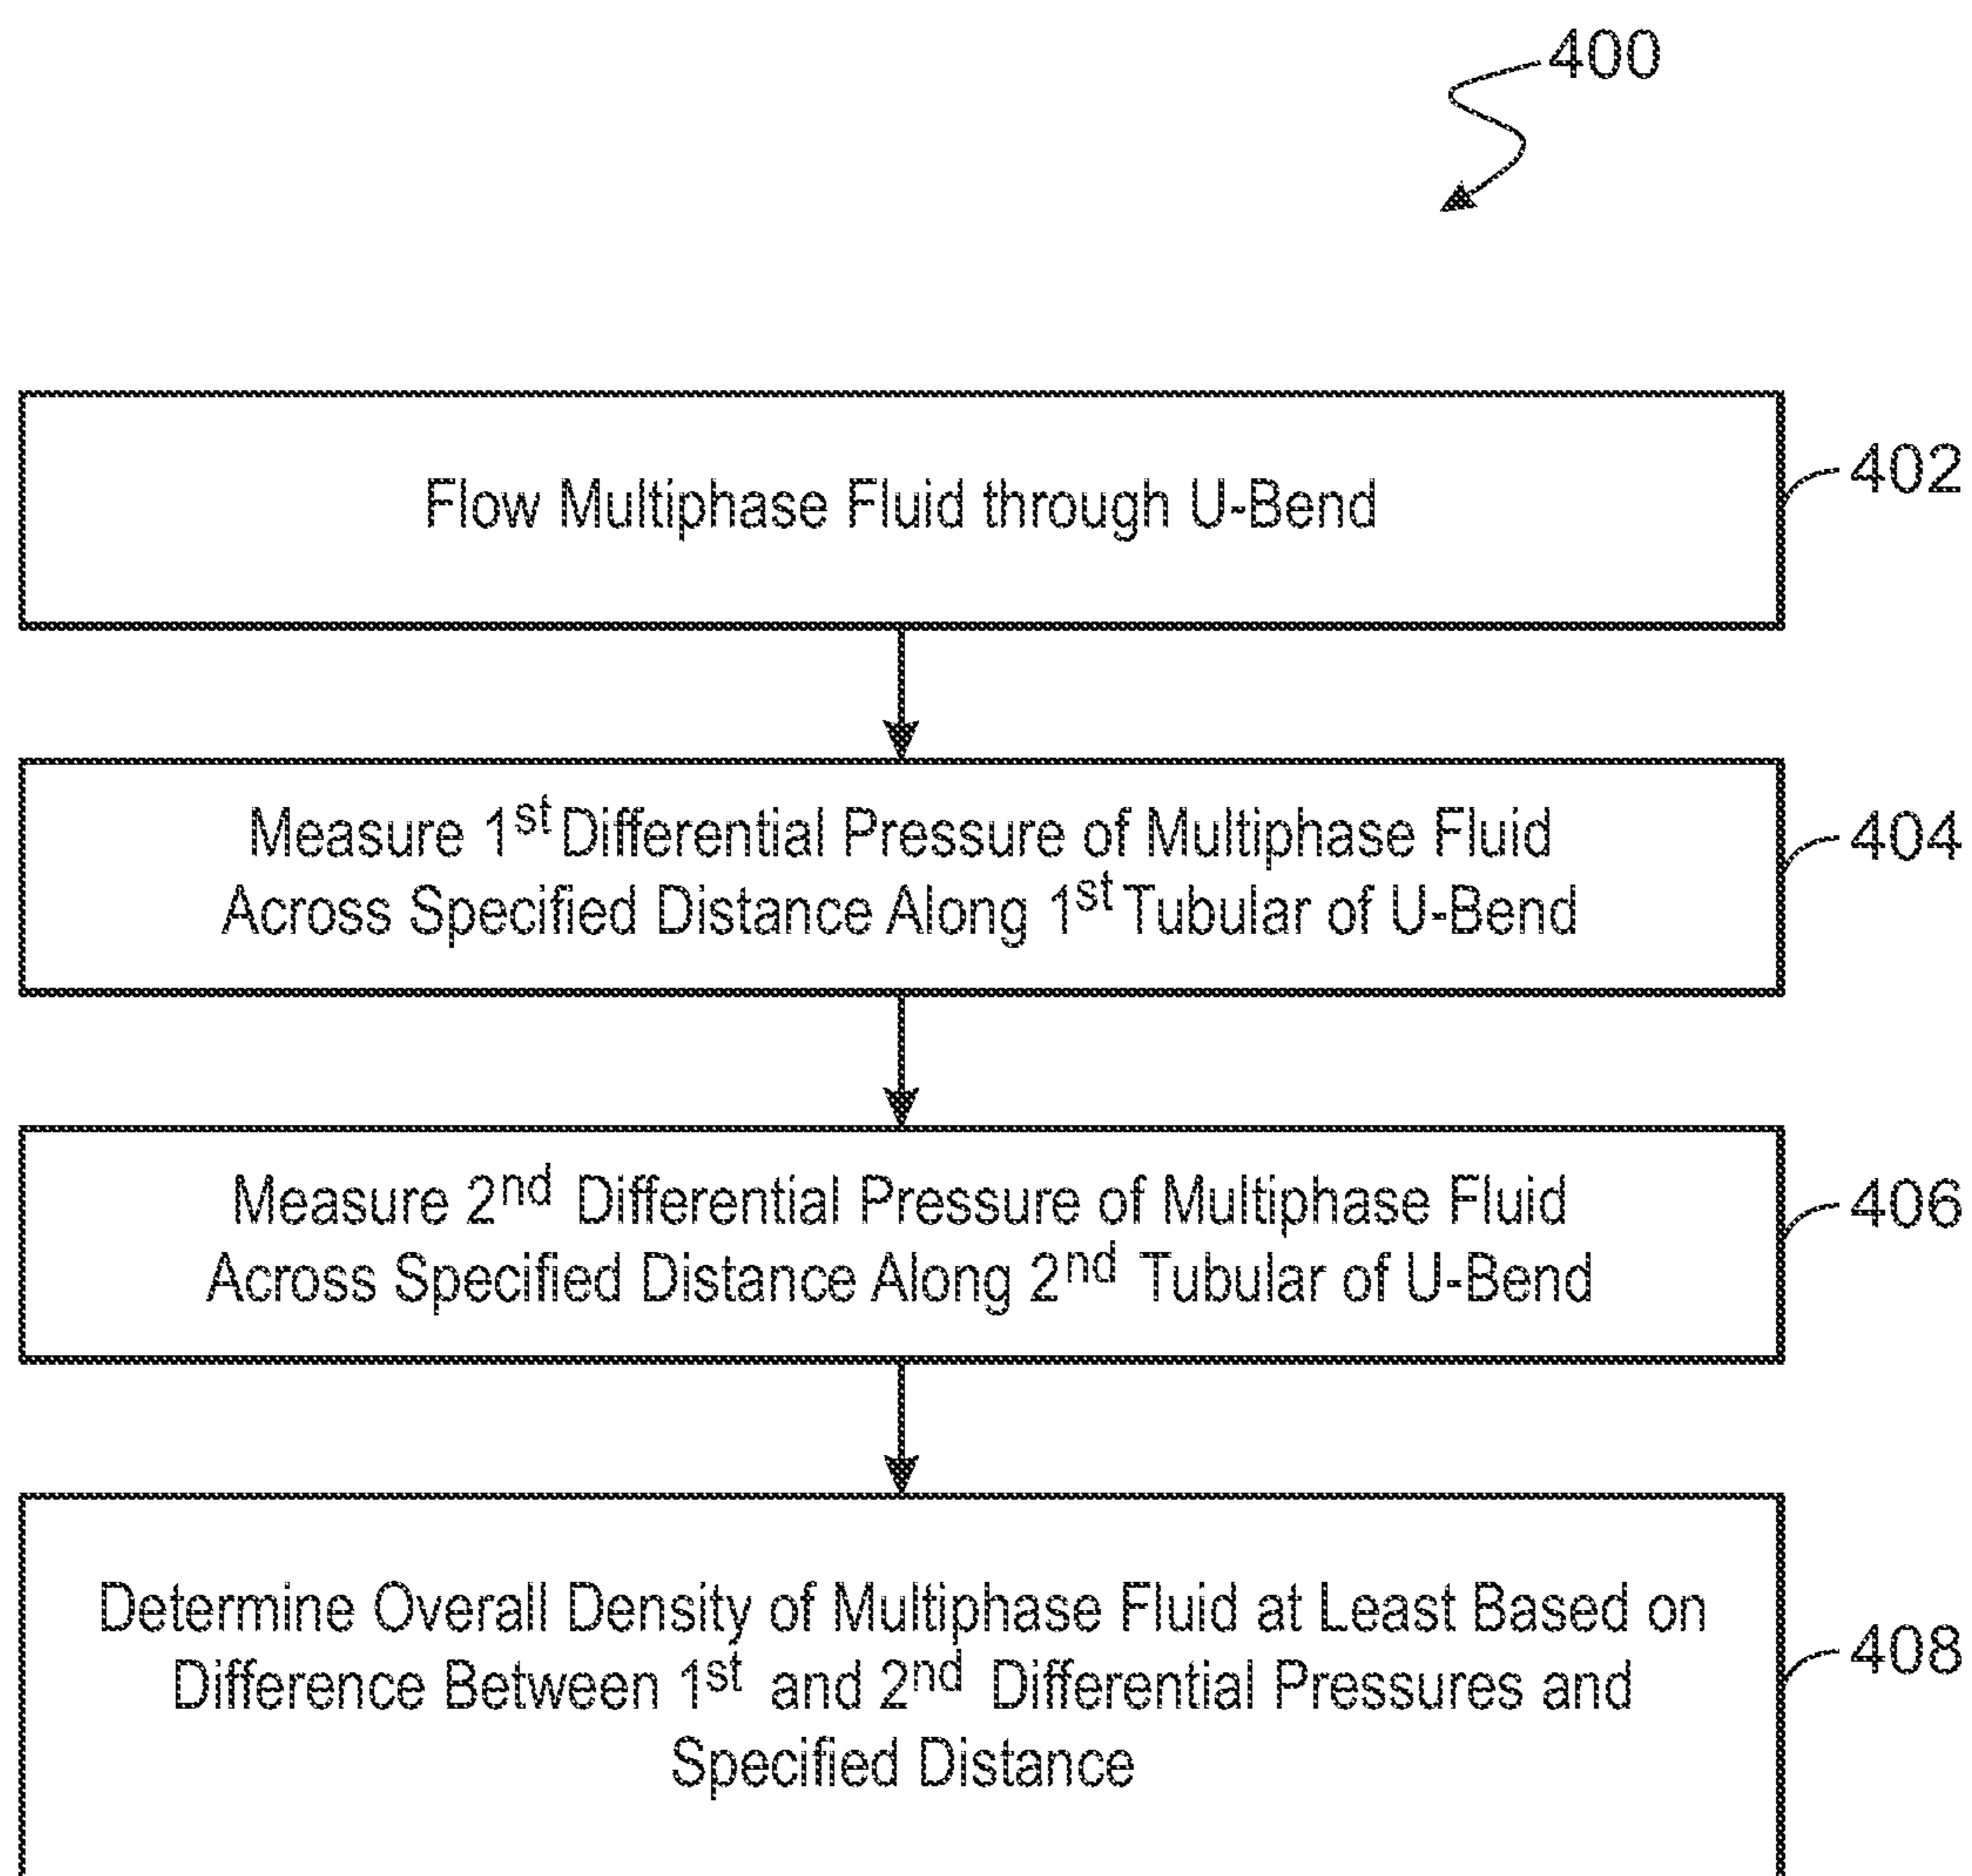 400
Flow Multiphase Fluid through U-Bend
402
Measure 1st Differential Pressure of Multiphase Fluid
Across Specified Distance Along 1st Tubular of U-Bend
404
Measure 2nd Differential Pressure of Multiphase Fluid
Across Specified Distance Along 2nd Tubular of U-Bend
406
Determine Overall Density of Multiphase Fluid at Least Based on
Difference Between 1st and 2nd Differential Pressures and
Specified Distance
408